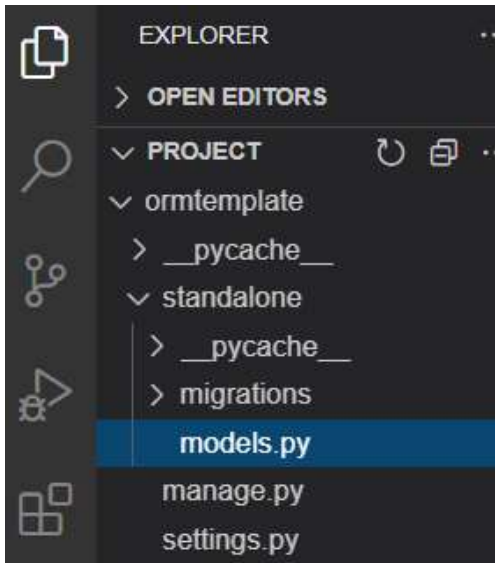 EXPLORER
OPEN EDITORS
PROJECT
ormtemplate
__pycache__
standalone
__pycache__
migrations
models.py
manage.py
settings.py